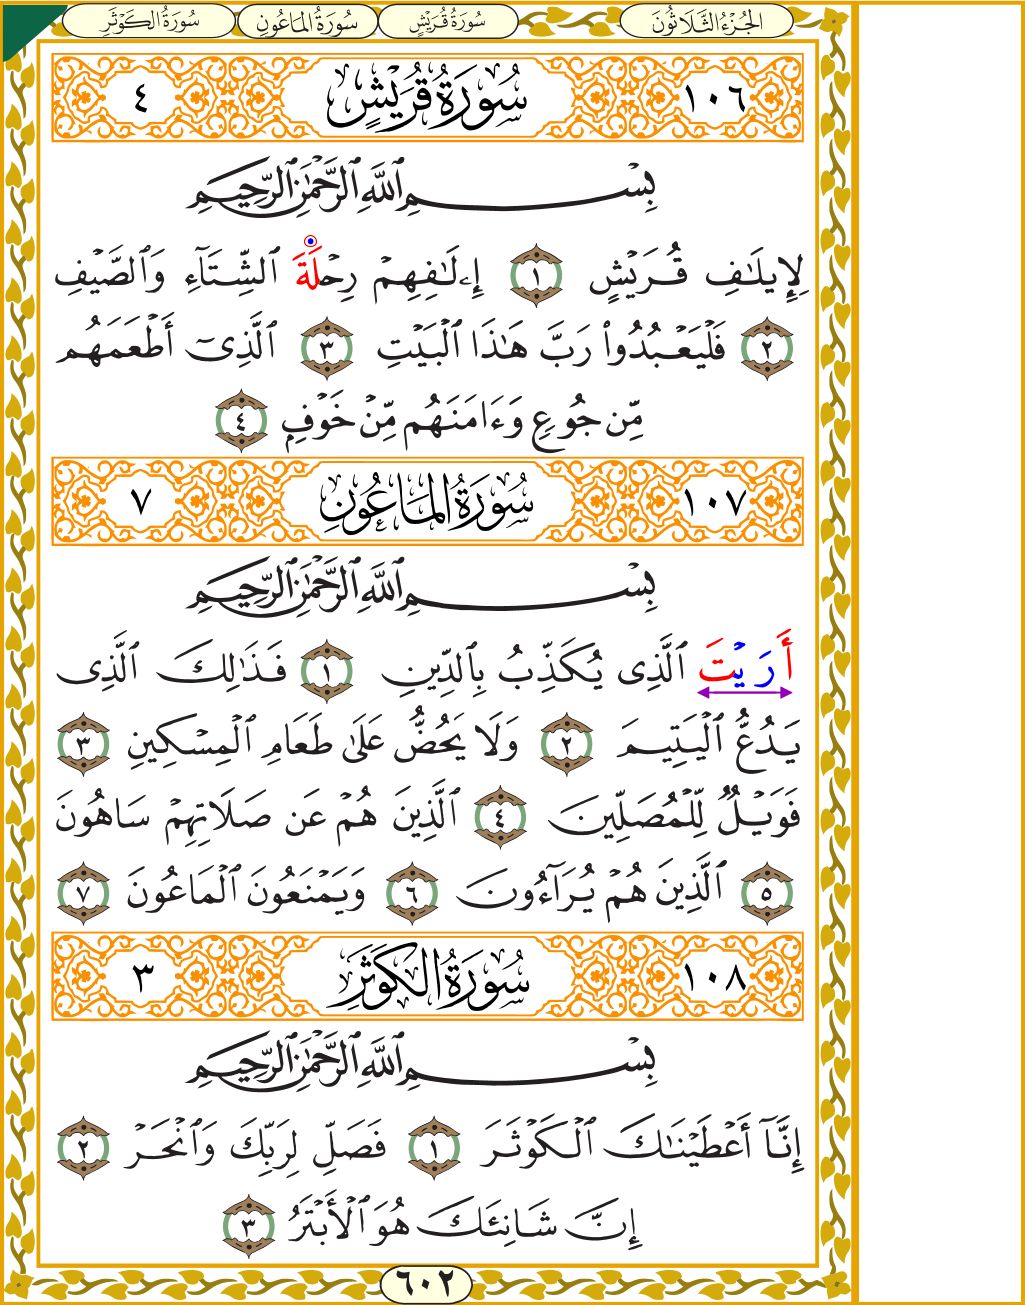 الجُزْءُ الثَّلَاثُونَ سُورَةُ قُرَيْشٍ سُورَةُ المَاعُونِ سُورَةُ الكَوْثَرِ
١٠٦ سُورَةُ قُرَيْشٍ ٤
بِسْمِ ٱللَّهِ ٱلرَّحْمَٰنِ ٱلرَّحِيمِ
لِإِيلَٰفِ قُرَيْشٍ ١ إِۦلَٰفِهِمْ رِحْلَةَ ٱلشِّتَآءِ وَٱلصَّيْفِ
٢ فَلْيَعْبُدُوا۟ رَبَّ هَٰذَا ٱلْبَيْتِ ٣ ٱلَّذِىٓ أَطْعَمَهُم
مِّن جُوعٍ وَءَامَنَهُم مِّنْ خَوْفٍ ٤
١٠٧ سُورَةُ المَاعُونِ ٧
بِسْمِ ٱللَّهِ ٱلرَّحْمَٰنِ ٱلرَّحِيمِ
أَرَيْتَ ٱلَّذِى يُكَذِّبُ بِٱلدِّينِ ١ فَذَٰلِكَ ٱلَّذِى
يَدُعُّ ٱلْيَتِيمَ ٢ وَلَا يَحُضُّ عَلَىٰ طَعَامِ ٱلْمِسْكِينِ ٣
فَوَيْلٌ لِّلْمُصَلِّينَ ٤ ٱلَّذِينَ هُمْ عَن صَلَاتِهِمْ سَاهُونَ
٥ ٱلَّذِينَ هُمْ يُرَآءُونَ ٦ وَيَمْنَعُونَ ٱلْمَاعُونَ ٧
١٠٨ سُورَةُ الكَوْثَرِ ٣
بِسْمِ ٱللَّهِ ٱلرَّحْمَٰنِ ٱلرَّحِيمِ
إِنَّآ أَعْطَيْنَٰكَ ٱلْكَوْثَرَ ١ فَصَلِّ لِرَبِّكَ وَٱنْحَرْ ٢
إِنَّ شَانِئَكَ هُوَ ٱلْأَبْتَرُ ٣
٦٠٢